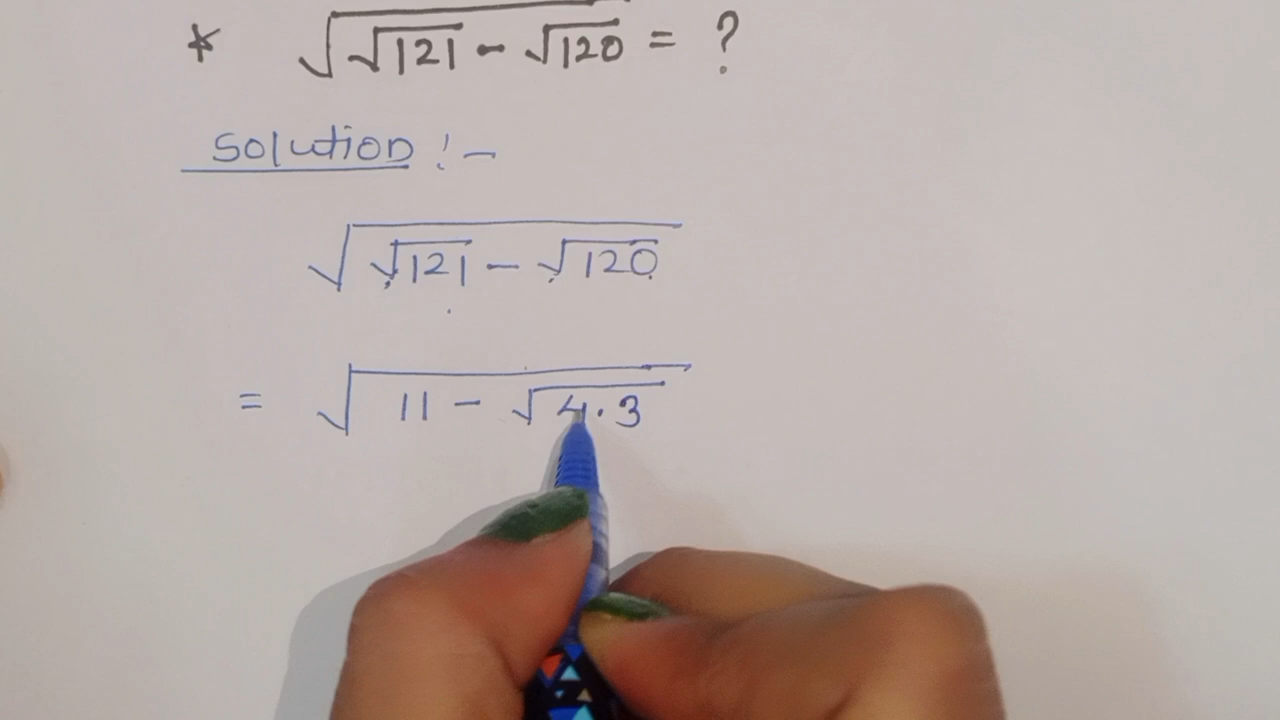 * √(√121 - √120) = ?
Solution :-
√(√121 - √120)
= √(11 - √4·3)